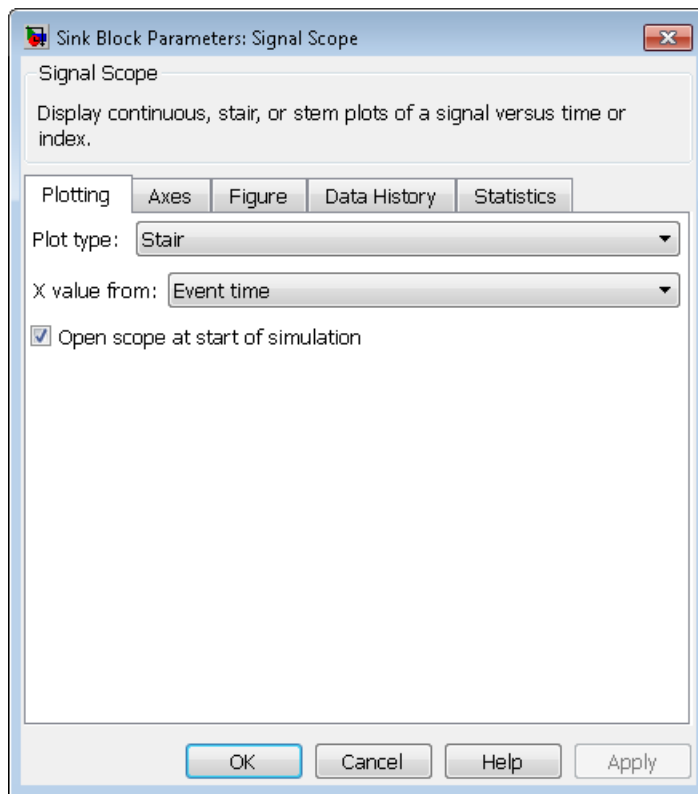 Sink Block Parameters: Signal Scope
Signal Scope
Display continuous, stair, or stem plots of a signal versus time or
index.
Plotting Axes Figure Data History Statistics
Plot type: Stair
X value from: Event time
Open scope at start of simulation
OK Cancel Help Apply